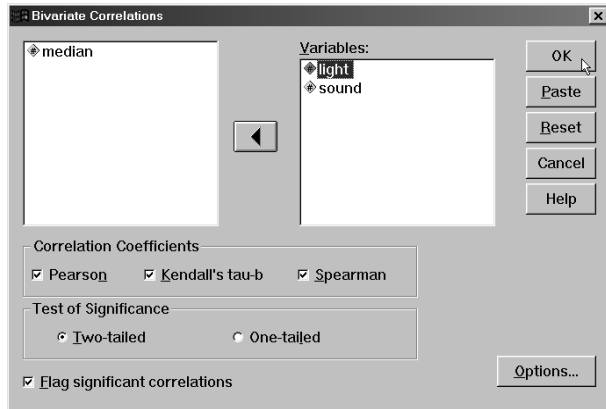 Bivariate Correlations
median
Variables:
light
sound
OK
Paste
Reset
Cancel
Help
Correlation Coefficients
Pearson Kendall's tau-b Spearman
Test of Significance
Two-tailed One-tailed
Flag significant correlations
Options...